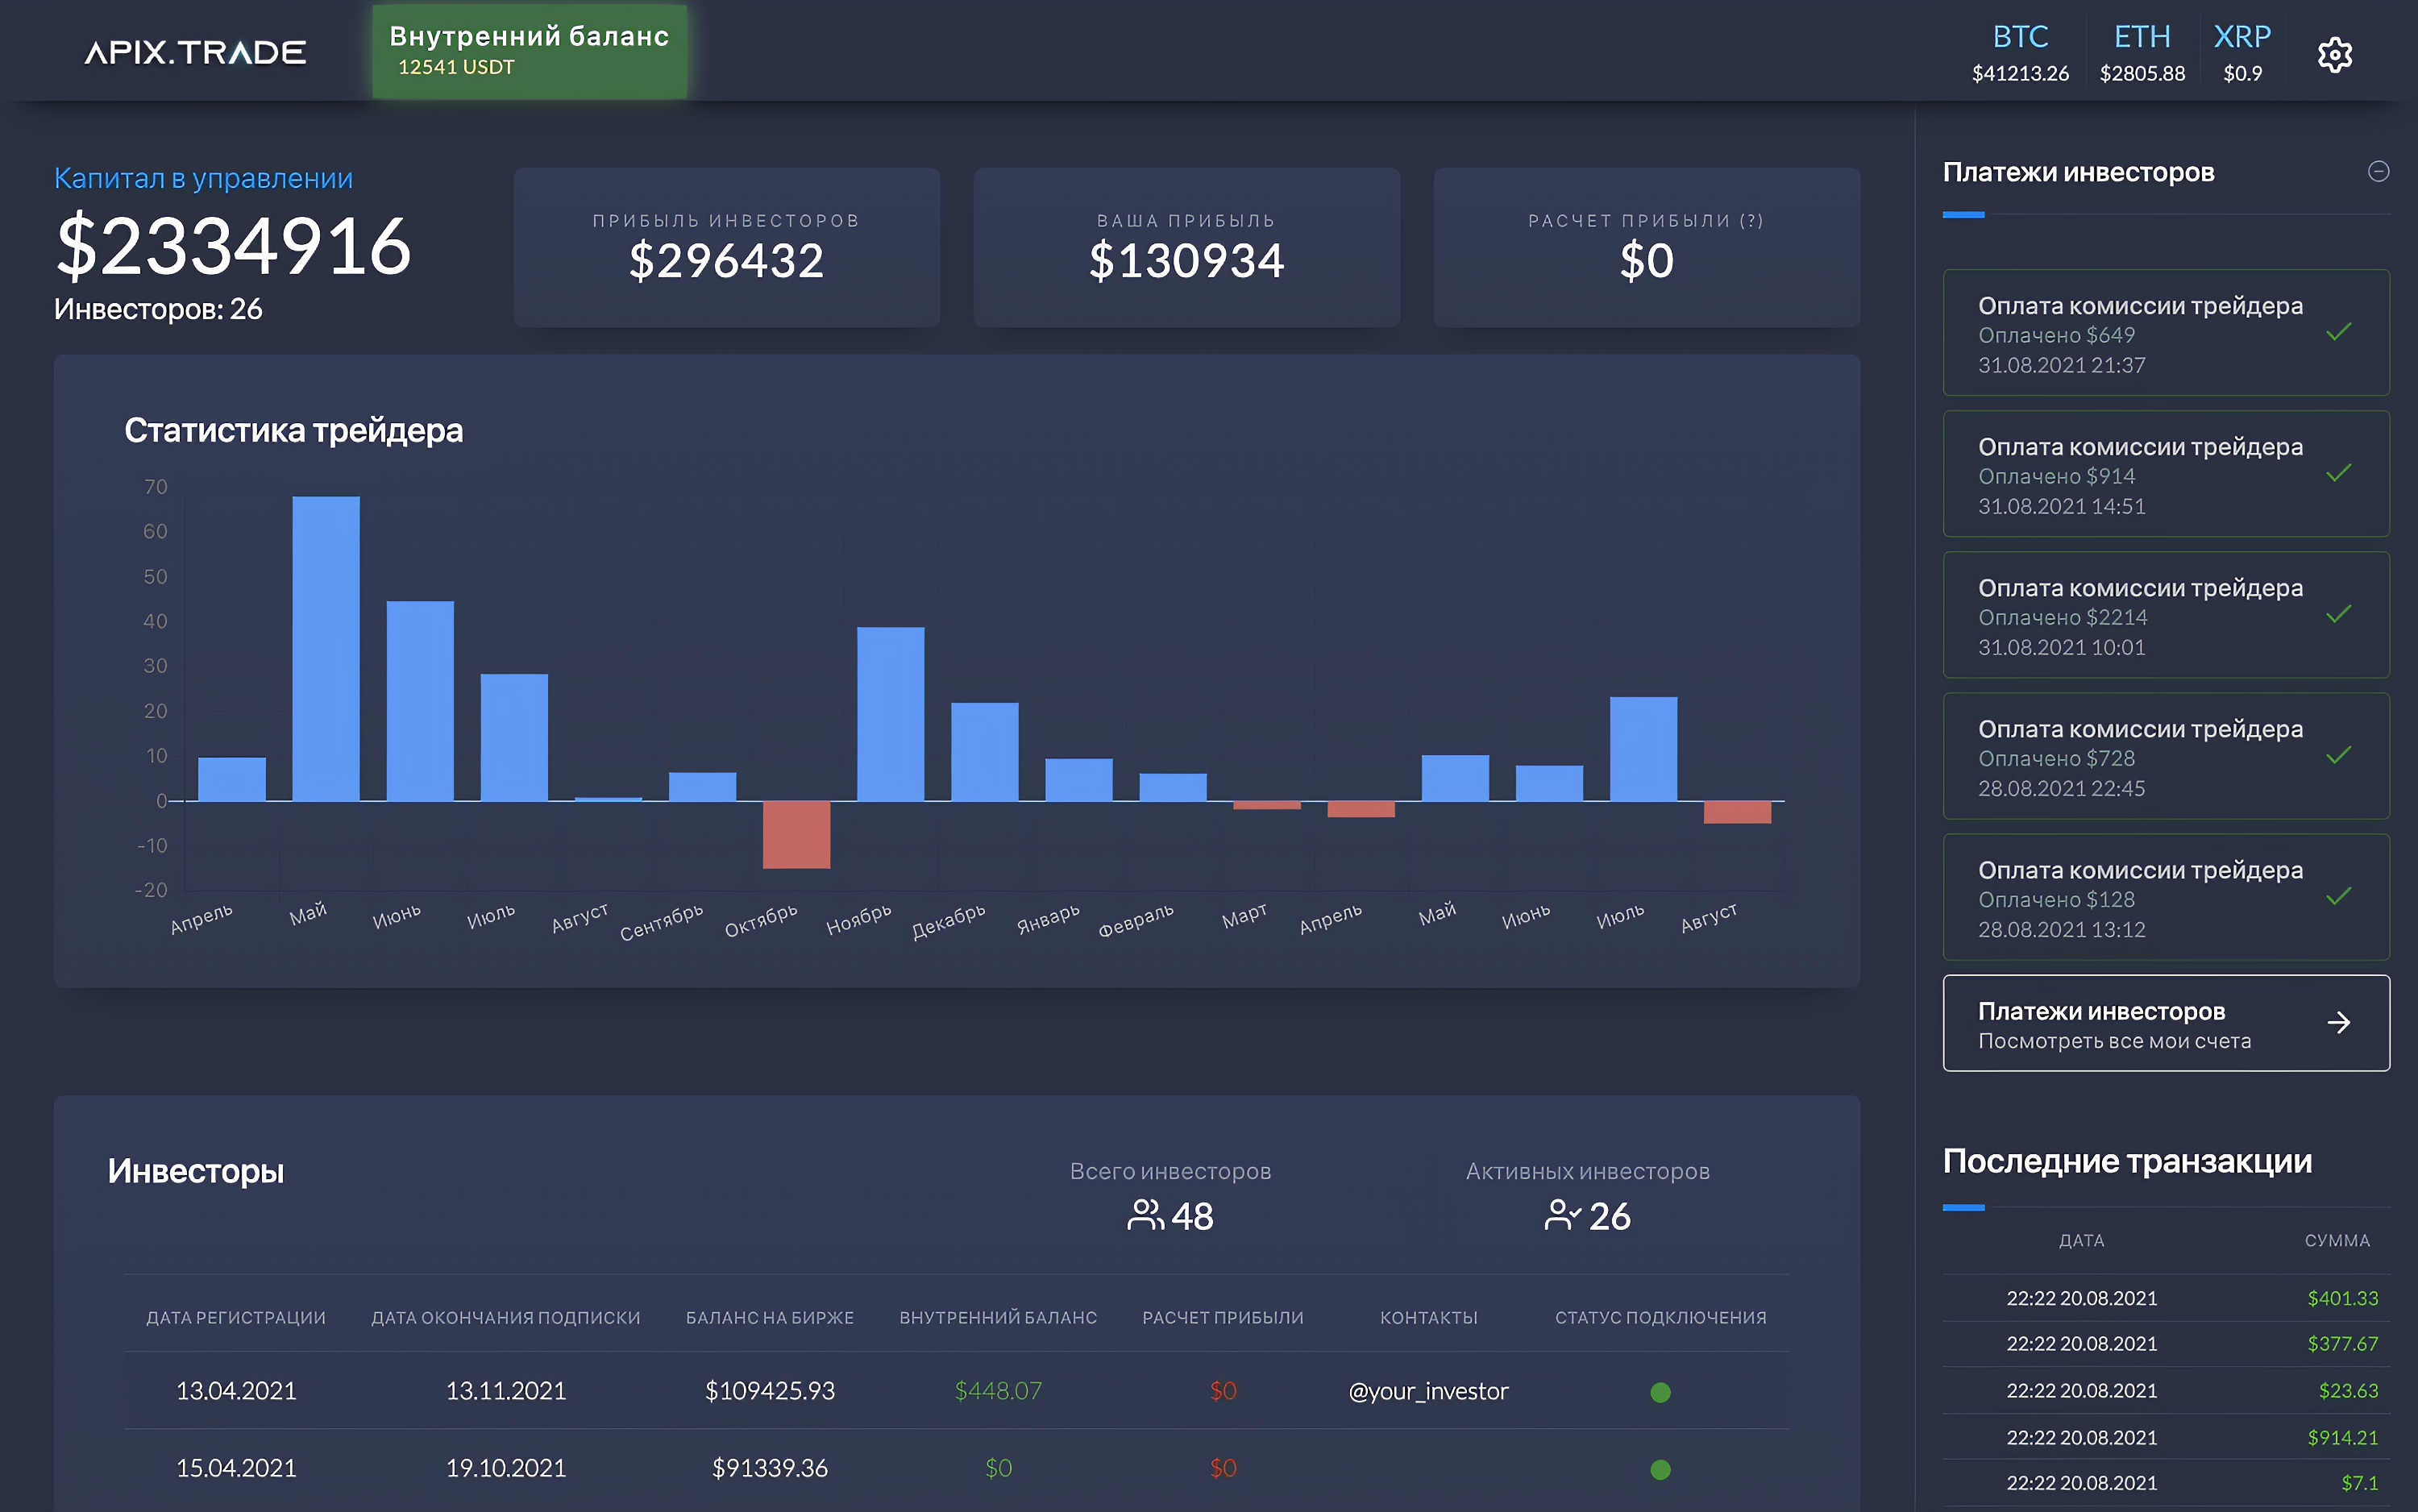 APIX.TRADE
Внутренний баланс
12541 USDT
BTC
$41213.26
ETH
$2805.88
XRP
$0.9
Капитал в управлении
$2334916
Инвесторов: 26
ПРИБЫЛЬ ИНВЕСТОРОВ
$296432
ВАША ПРИБЫЛЬ
$130934
РАСЧЕТ ПРИБЫЛИ (?)
$0
Статистика трейдера
70
60
50
40
30
20
10
0
-10
-20
Апрель
Май
Июнь
Июль
Август
Сентябрь
Октябрь
Ноябрь
Декабрь
Январь
Февраль
Март
Апрель
Май
Июнь
Июль
Август
Инвесторы
Всего инвесторов
48
Активных инвесторов
26
ДАТА РЕГИСТРАЦИИ ДАТА ОКОНЧАНИЯ ПОДПИСКИ БАЛАНС НА БИРЖЕ ВНУТРЕННИЙ БАЛАНС РАСЧЕТ ПРИБЫЛИ КОНТАКТЫ СТАТУС ПОДКЛЮЧЕНИЯ
13.04.2021 13.11.2021 $109425.93 $448.07 $0 @your_investor
15.04.2021 19.10.2021 $91339.36 $0 $0
Платежи инвесторов
Оплата комиссии трейдера
Оплачено $649
31.08.2021 21:37
Оплата комиссии трейдера
Оплачено $914
31.08.2021 14:51
Оплата комиссии трейдера
Оплачено $2214
31.08.2021 10:01
Оплата комиссии трейдера
Оплачено $728
28.08.2021 22:45
Оплата комиссии трейдера
Оплачено $128
28.08.2021 13:12
Платежи инвесторов
Посмотреть все мои счета
Последние транзакции
ДАТА СУММА
22:22 20.08.2021 $401.33
22:22 20.08.2021 $377.67
22:22 20.08.2021 $23.63
22:22 20.08.2021 $914.21
22:22 20.08.2021 $7.1